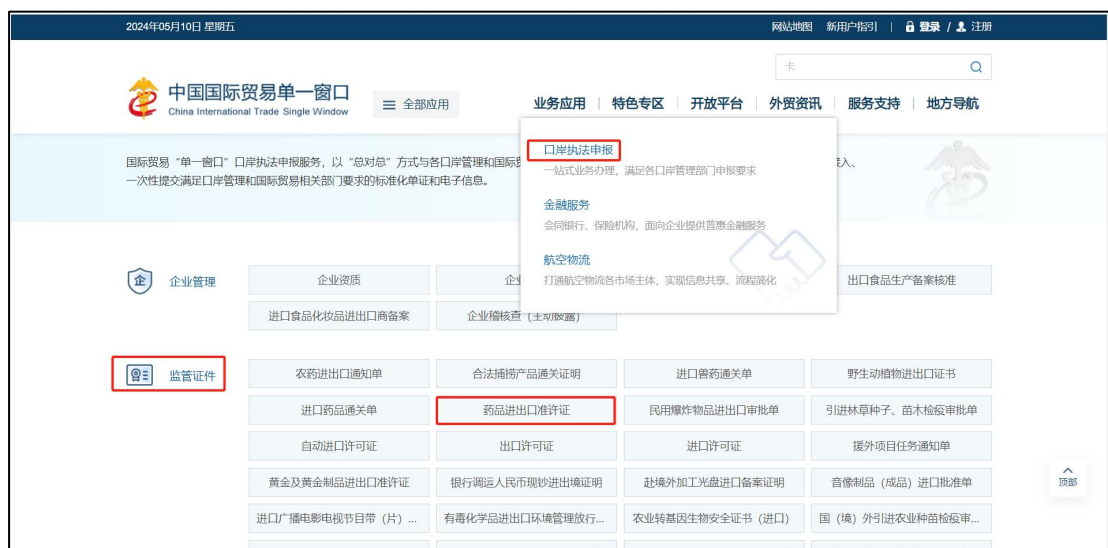 2024年05月10日 星期五
网站地图 新用户指引 | 登录 / 注册
卡
中国国际贸易单一窗口
China International Trade Single Window
全部应用
业务应用 | 特色专区 | 开放平台 | 外贸资讯 | 服务支持 | 地方导航
国际贸易“单一窗口”口岸执法申报服务，以“总对总”方式与各口岸管理和国际贸
入、
一次性提交满足口岸管理和国际贸易相关部门要求的标准化单证和电子信息。
口岸执法申报
一站式业务办理，满足各口岸管理部门申报要求
金融服务
会同银行、保险机构，面向企业提供普惠金融服务
航空物流
打通航空物流各市场主体，实现信息共享、流程简化
企业管理
企业资质
企业
出口食品生产备案核准
进口食品化妆品进出口商备案
企业稽核查（主动披露）
监管证件
农药进出口通知单
合法捕捞产品通关证明
进口兽药通关单
野生动植物进出口证书
进口药品通关单
药品进出口准许证
民用爆炸物品进出口审批单
引进林草种子、苗木检疫审批单
自动进口许可证
出口许可证
进口许可证
援外项目任务通知单
黄金及黄金制品进出口准许证
银行调运人民币现钞进出境证明
赴境外加工光盘进口备案证明
音像制品（成品）进口批准单
进口广播电影电视节目带（片）...
有毒化学品进出口环境管理放行...
农业转基因生物安全证书（进口）
国（境）外引进农业种苗检疫审...
顶部